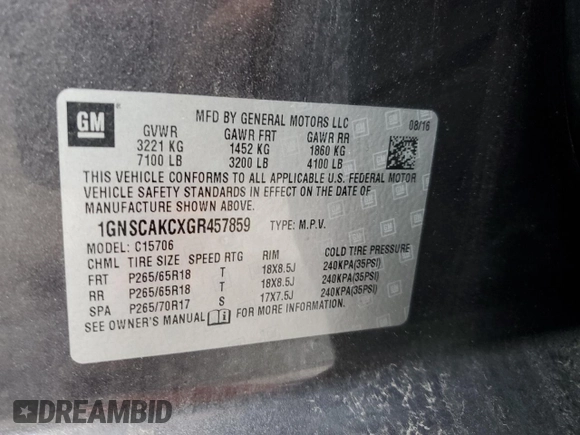 GM
MFD BY GENERAL MOTORS LLC
08/16
GVWR GAWR FRT GAWR RR
3221 KG 1452 KG 1860 KG
7100 LB 3200 LB 4100 LB
THIS VEHICLE CONFORMS TO ALL APPLICABLE U.S. FEDERAL MOTOR
VEHICLE SAFETY STANDARDS IN EFFECT ON THE DATE OF
MANUFACTURE SHOWN ABOVE.
1GNSCAKCXGR457859 TYPE: M.P.V.
MODEL: C15706
CHML TIRE SIZE SPEED RTG RIM COLD TIRE PRESSURE
FRT P265/65R18 T 18X8.5J 240KPA(35PSI)
RR P265/65R18 T 18X8.5J 240KPA(35PSI)
SPA P265/70R17 S 17X7.5J 240KPA(35PSI)
SEE OWNER'S MANUAL FOR MORE INFORMATION
DREAMBID